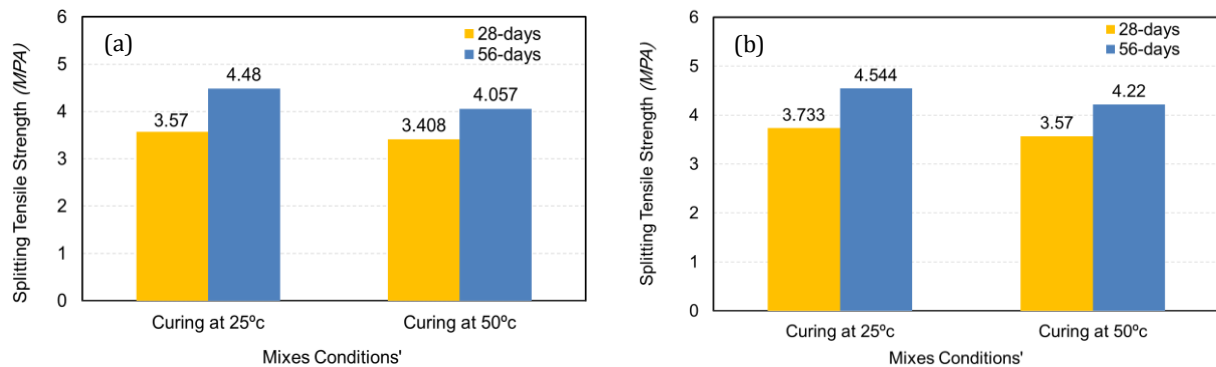 (a)
28-days
56-days
Splitting Tensile Strength (MPA)
6
5
4
3
2
1
0
3.57
4.48
3.408
4.057
Curing at 25ºc
Curing at 50ºc
Mixes Conditions'
(b)
28-days
56-days
Splitting Tensile Strength (MPA)
6
5
4
3
2
1
0
3.733
4.544
3.57
4.22
Curing at 25ºc
Curing at 50ºc
Mixes Conditions'